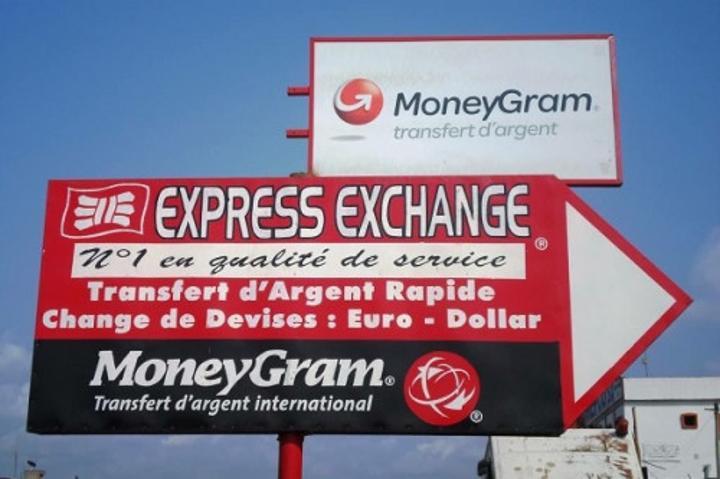 MoneyGram.
transfert d'argent
EXPRESS EXCHANGE ®
N°1 en qualité de service
Transfert d'Argent Rapide
Change de Devises : Euro - Dollar
MoneyGram®
Transfert d'argent international ®